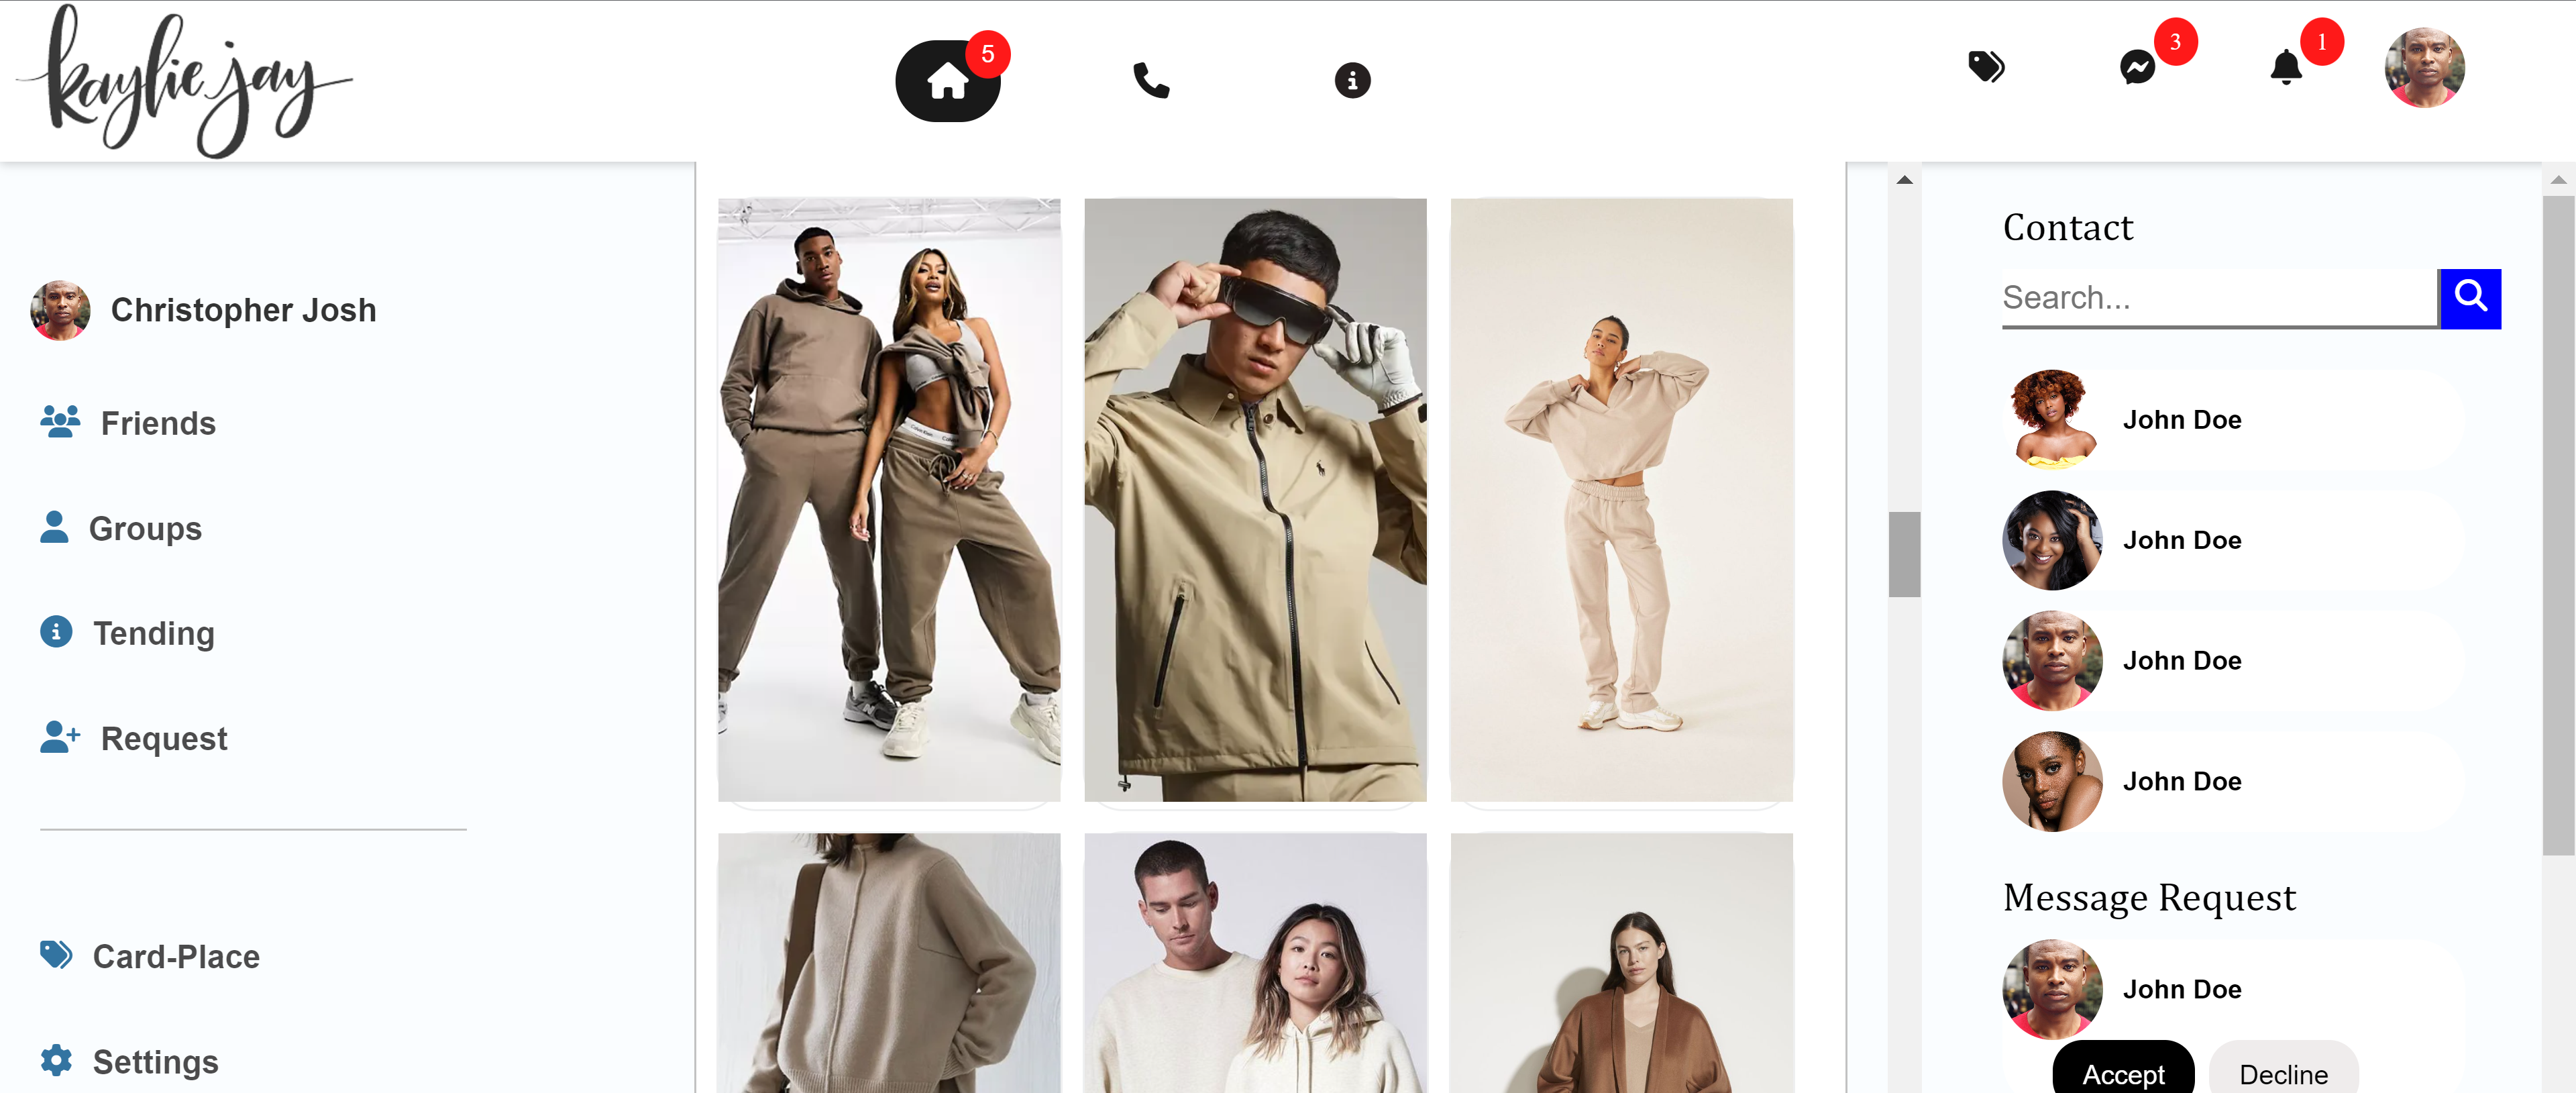 kaylie jay
5
3
1
Christopher Josh
Friends
Groups
Tending
Request
Card-Place
Settings
Contact
Search...
John Doe
John Doe
John Doe
John Doe
Message Request
John Doe
Accept
Decline